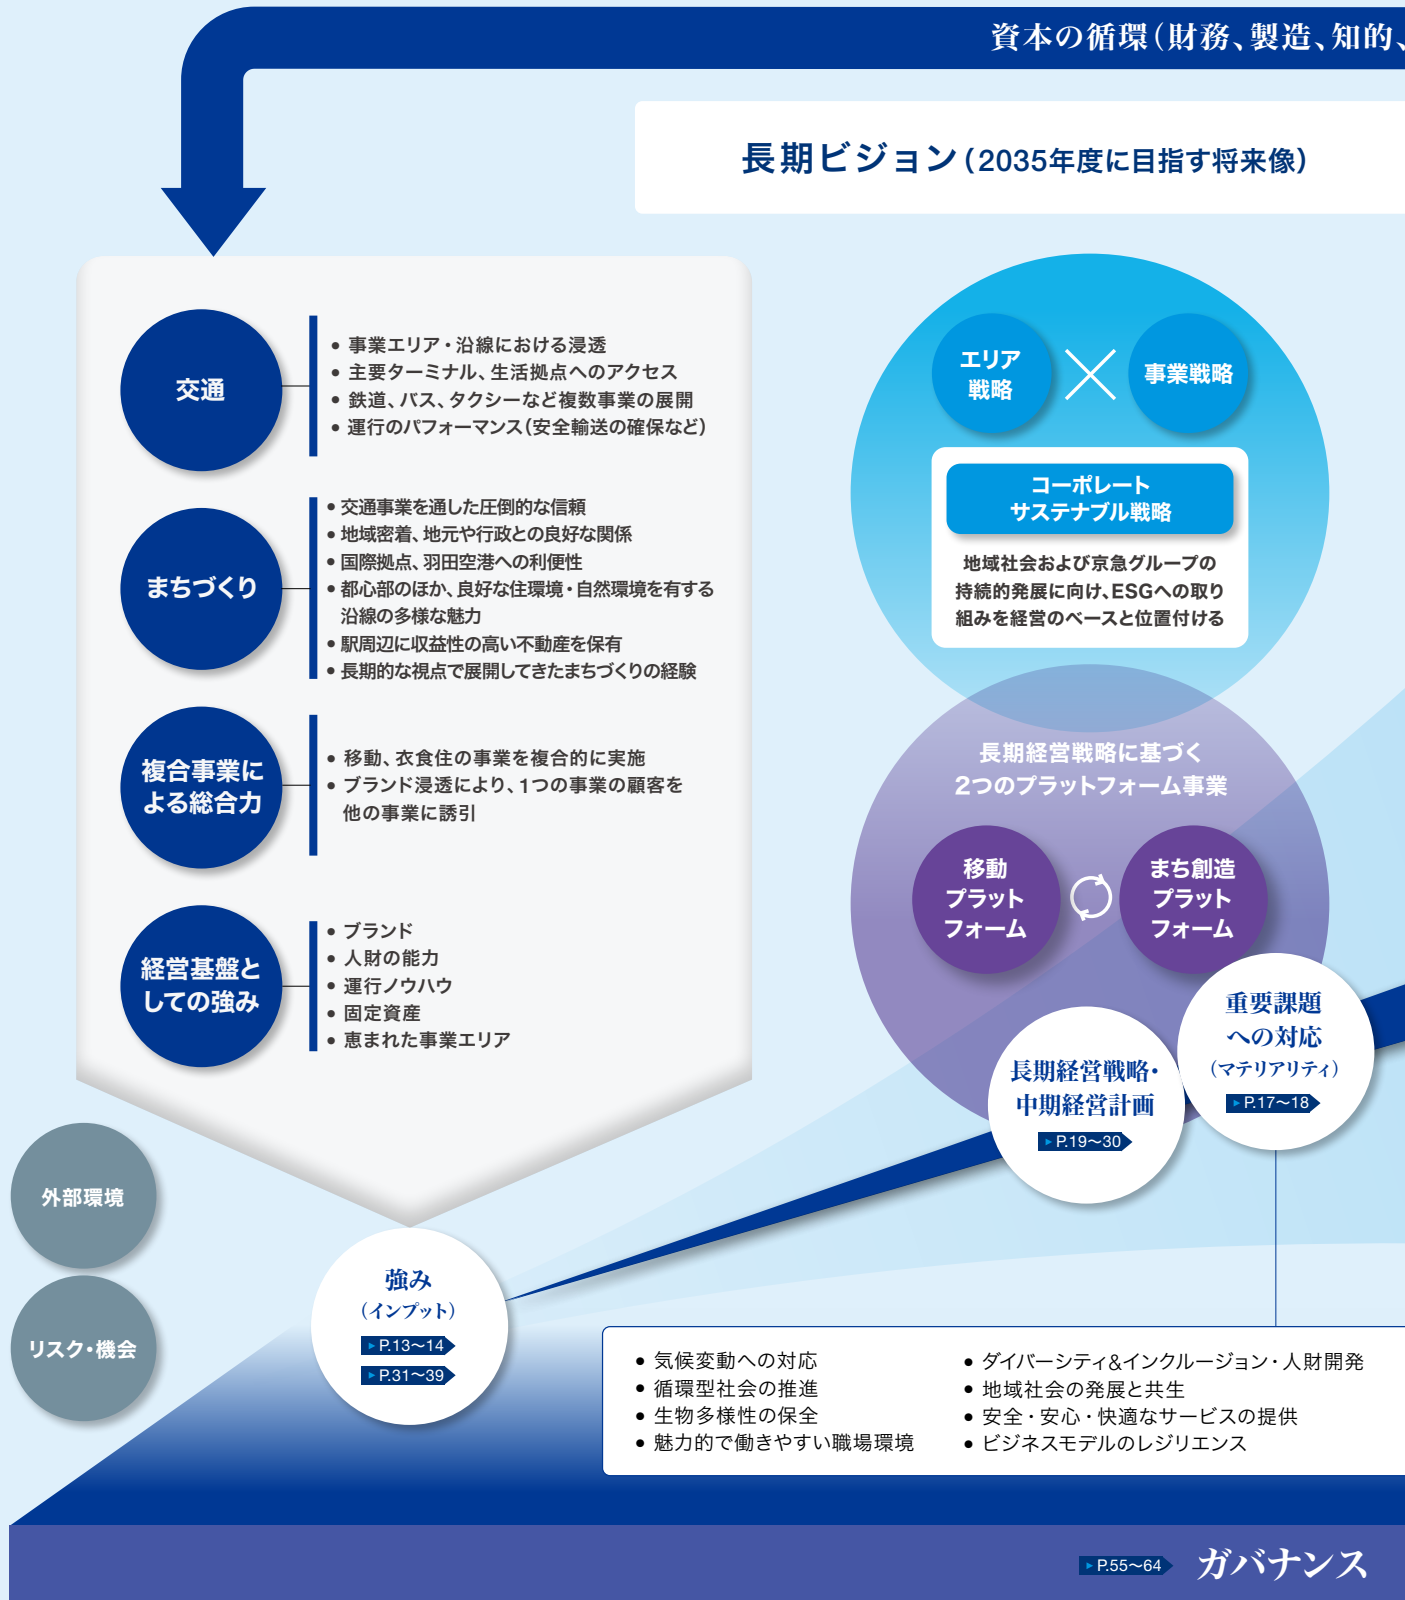 資本の循環(財務、製造、知的、
長期ビジョン(2035年度に目指す将来像)
交通
• 事業エリア・沿線における浸透
• 主要ターミナル、生活拠点へのアクセス
• 鉄道、バス、タクシーなど複数事業の展開
• 運行のパフォーマンス(安全輸送の確保など)
まちづくり
• 交通事業を通した圧倒的な信頼
• 地域密着、地元や行政との良好な関係
• 国際拠点、羽田空港への利便性
• 都心部のほか、良好な住環境・自然環境を有する
沿線の多様な魅力
• 駅周辺に収益性の高い不動産を保有
• 長期的な視点で展開してきたまちづくりの経験
複合事業に
よる総合力
• 移動、衣食住の事業を複合的に実施
• ブランド浸透により、1つの事業の顧客を
他の事業に誘引
経営基盤と
しての強み
• ブランド
• 人財の能力
• 運行ノウハウ
• 固定資産
• 恵まれた事業エリア
外部環境
リスク・機会
強み
(インプット)
P.13～14
P.31～39
エリア
戦略
事業戦略
コーポレート
サステナブル戦略
地域社会および京急グループの
持続的発展に向け、ESGへの取り
組みを経営のベースと位置付ける
長期経営戦略に基づく
2つのプラットフォーム事業
移動
プラット
フォーム
まち創造
プラット
フォーム
長期経営戦略・
中期経営計画
P.19～30
重要課題
への対応
(マテリアリティ)
P.17～18
• 気候変動への対応
• 循環型社会の推進
• 生物多様性の保全
• 魅力的で働きやすい職場環境
• ダイバーシティ&インクルージョン・人財開発
• 地域社会の発展と共生
• 安全・安心・快適なサービスの提供
• ビジネスモデルのレジリエンス
P.55～64 ガバナンス